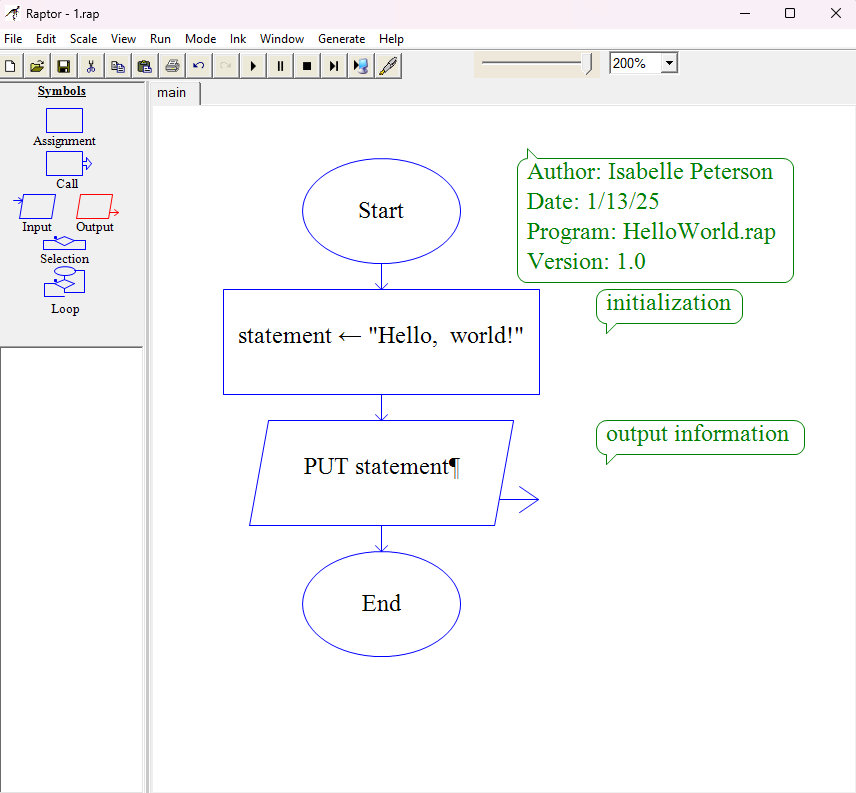 Raptor - 1.rap
File Edit Scale View Run Mode Ink Window Generate Help
200%
Symbols
Assignment
Call
Input Output
Selection
Loop
main
Start
Author: Isabelle Peterson
Date: 1/13/25
Program: HelloWorld.rap
Version: 1.0
initialization
statement ← "Hello,  world!"
output information
PUT statement¶
End